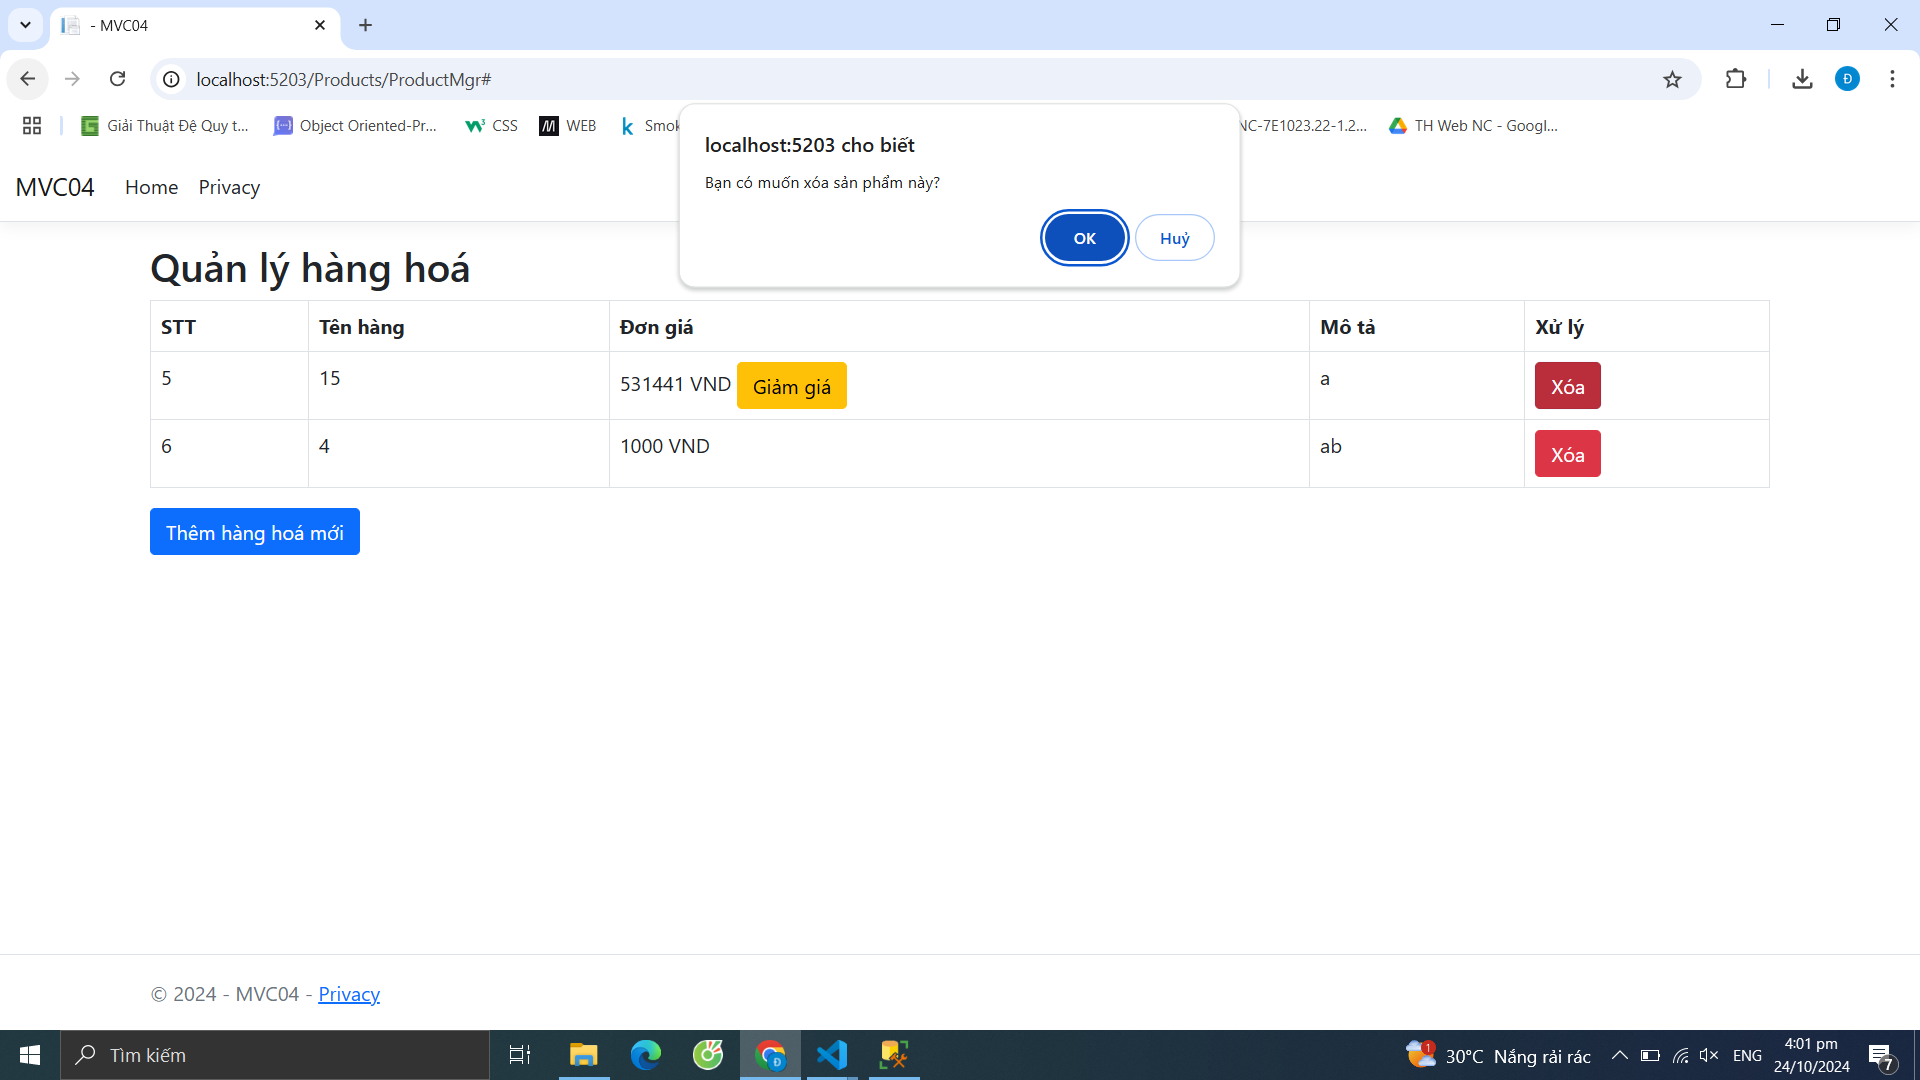 - MVC04
localhost:5203/Products/ProductMgr#
Giải Thuật Đệ Quy t...
Object Oriented-Pr...
CSS
WEB
NC-7E1023.22-1.2...
TH Web NC - Googl...
localhost:5203 cho biết
Bạn có muốn xóa sản phẩm này?
OK
Huỷ
MVC04 Home Privacy
Quản lý hàng hoá
STT Tên hàng Đơn giá Mô tả Xử lý
5 15 531441 VND Giảm giá a Xóa
6 4 1000 VND ab Xóa
Thêm hàng hoá mới
© 2024 - MVC04 - Privacy
Tìm kiếm
30°C Nắng rải rác
ENG
4:01 pm
24/10/2024
7